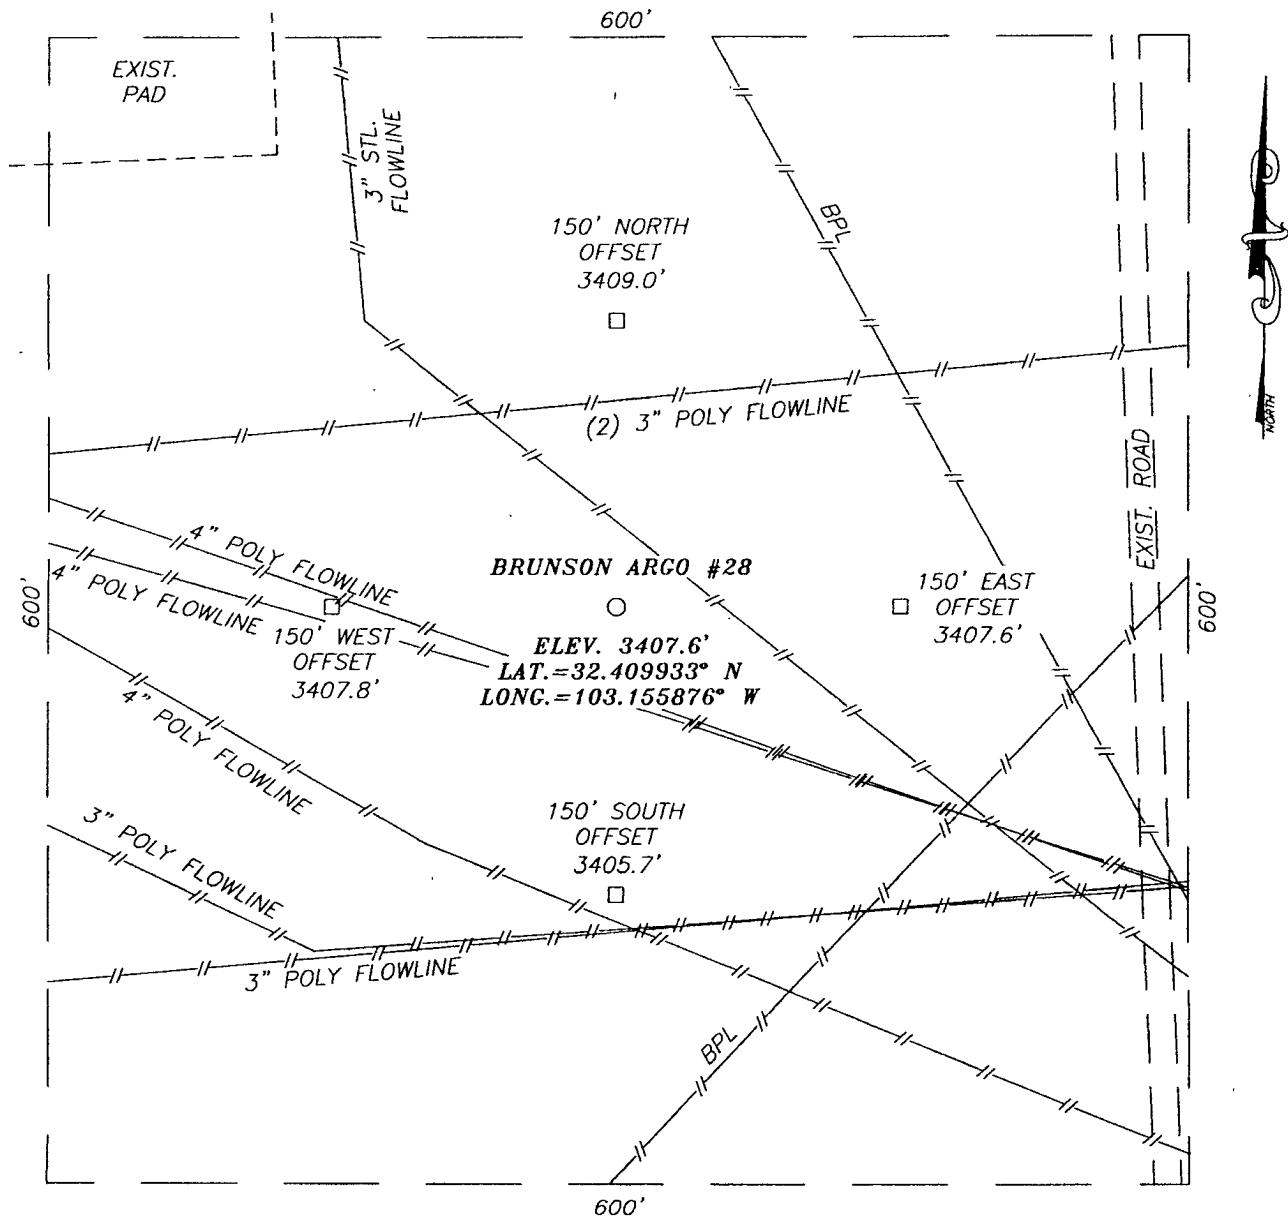 600'
EXIST.
PAD
3" STL.
FLOWLINE
BPL
150' NORTH
OFFSET
3409.0'
NORTH
(2) 3" POLY FLOWLINE
EXIST. ROAD
4" POLY FLOWLINE
4" POLY FLOWLINE
BRUNSON ARGO #28
600'
150' EAST
OFFSET
3407.6'
600'
150' WEST
OFFSET
3407.8'
ELEV. 3407.6'
LAT.=32.409933° N
LONG.=103.155876° W
4" POLY FLOWLINE
150' SOUTH
OFFSET
3405.7'
3" POLY FLOWLINE
3" POLY FLOWLINE
BPL
600'